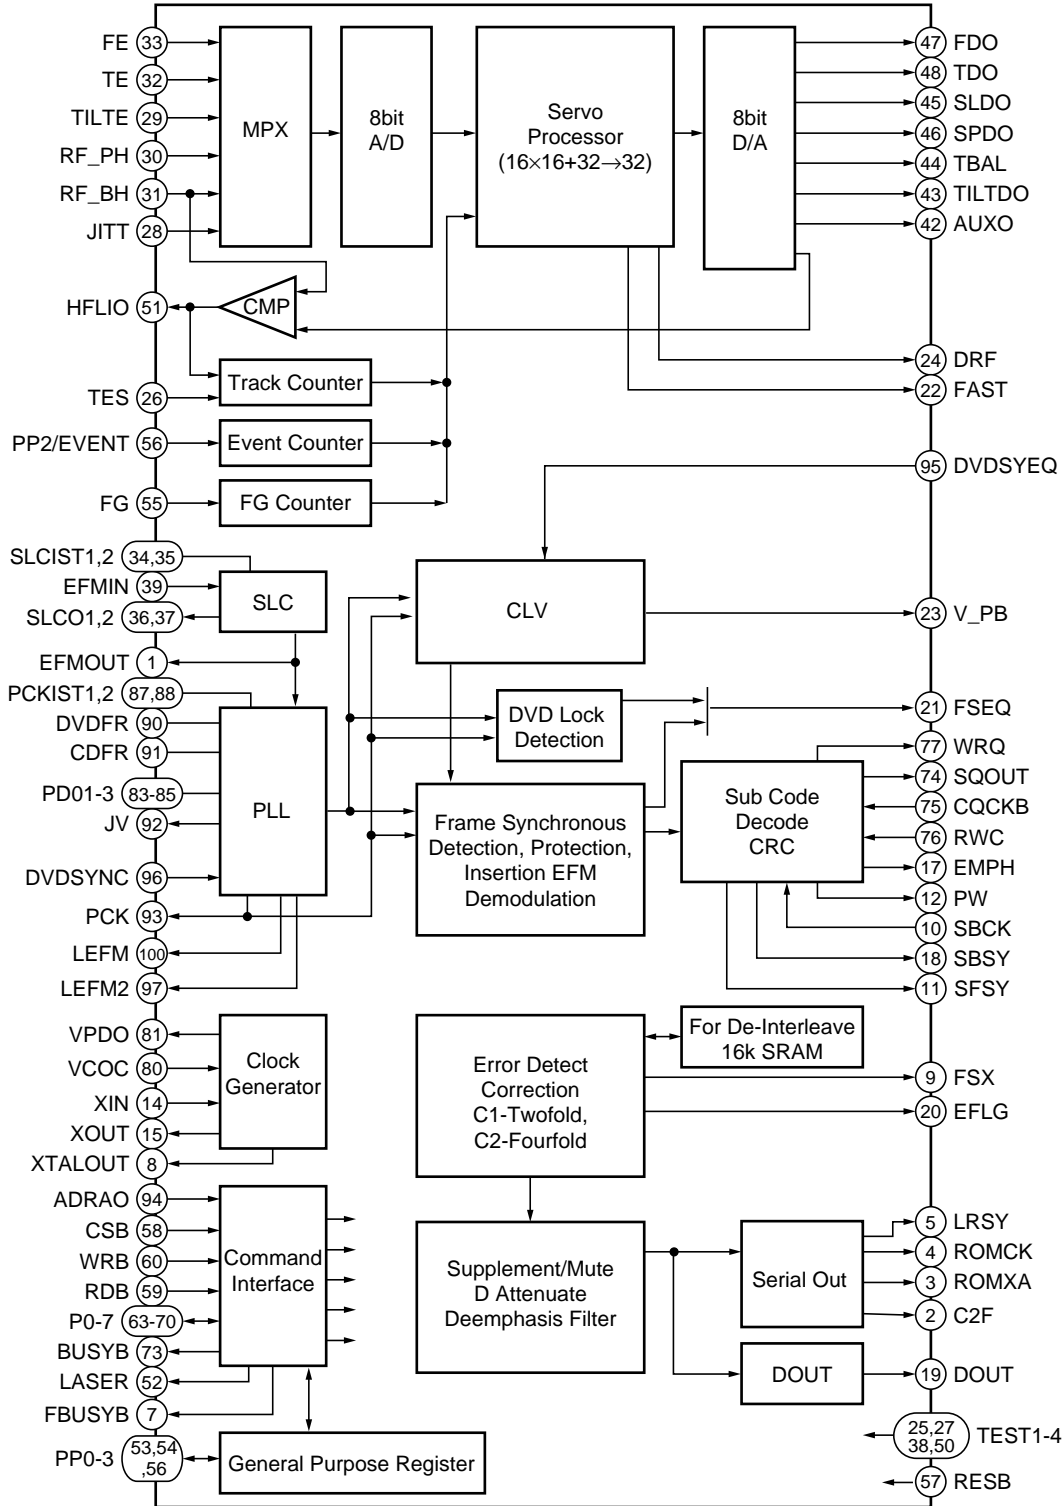 FE 33
TE 32
TILTE 29
RF_PH 30
RF_BH 31
JITT 28
HFLIO 51
TES 26
PP2/EVENT 56
FG 55
SLCIST1,2 34,35
EFMIN 39
SLCO1,2 36,37
EFMOUT 1
PCKIST1,2 87,88
DVDFR 90
CDFR 91
PD01-3 83-85
JV 92
DVDSYNC 96
PCK 93
LEFM 100
LEFM2 97
VPDO 81
VCOC 80
XIN 14
XOUT 15
XTALOUT 8
ADRAO 94
CSB 58
WRB 60
RDB 59
P0-7 63-70
BUSYB 73
LASER 52
FBUSYB 7
PP0-3 53,54
,56
MPX
8bit
A/D
Servo
Processor
(16×16+32→32)
8bit
D/A
CMP
Track Counter
Event Counter
FG Counter
SLC
CLV
PLL
DVD Lock
Detection
Frame Synchronous
Detection, Protection,
Insertion EFM
Demodulation
Sub Code
Decode
CRC
Clock
Generator
Error Detect
Correction
C1-Twofold,
C2-Fourfold
For De-Interleave
16k SRAM
Command
Interface
Supplement/Mute
D Attenuate
Deemphasis Filter
Serial Out
DOUT
General Purpose Register
47 FDO
48 TDO
45 SLDO
46 SPDO
44 TBAL
43 TILTDO
42 AUXO
24 DRF
22 FAST
95 DVDSYEQ
23 V_PB
21 FSEQ
77 WRQ
74 SQOUT
75 CQCKB
76 RWC
17 EMPH
12 PW
10 SBCK
18 SBSY
11 SFSY
9 FSX
20 EFLG
5 LRSY
4 ROMCK
3 ROMXA
2 C2F
19 DOUT
25,27
38,50 TEST1-4
57 RESB